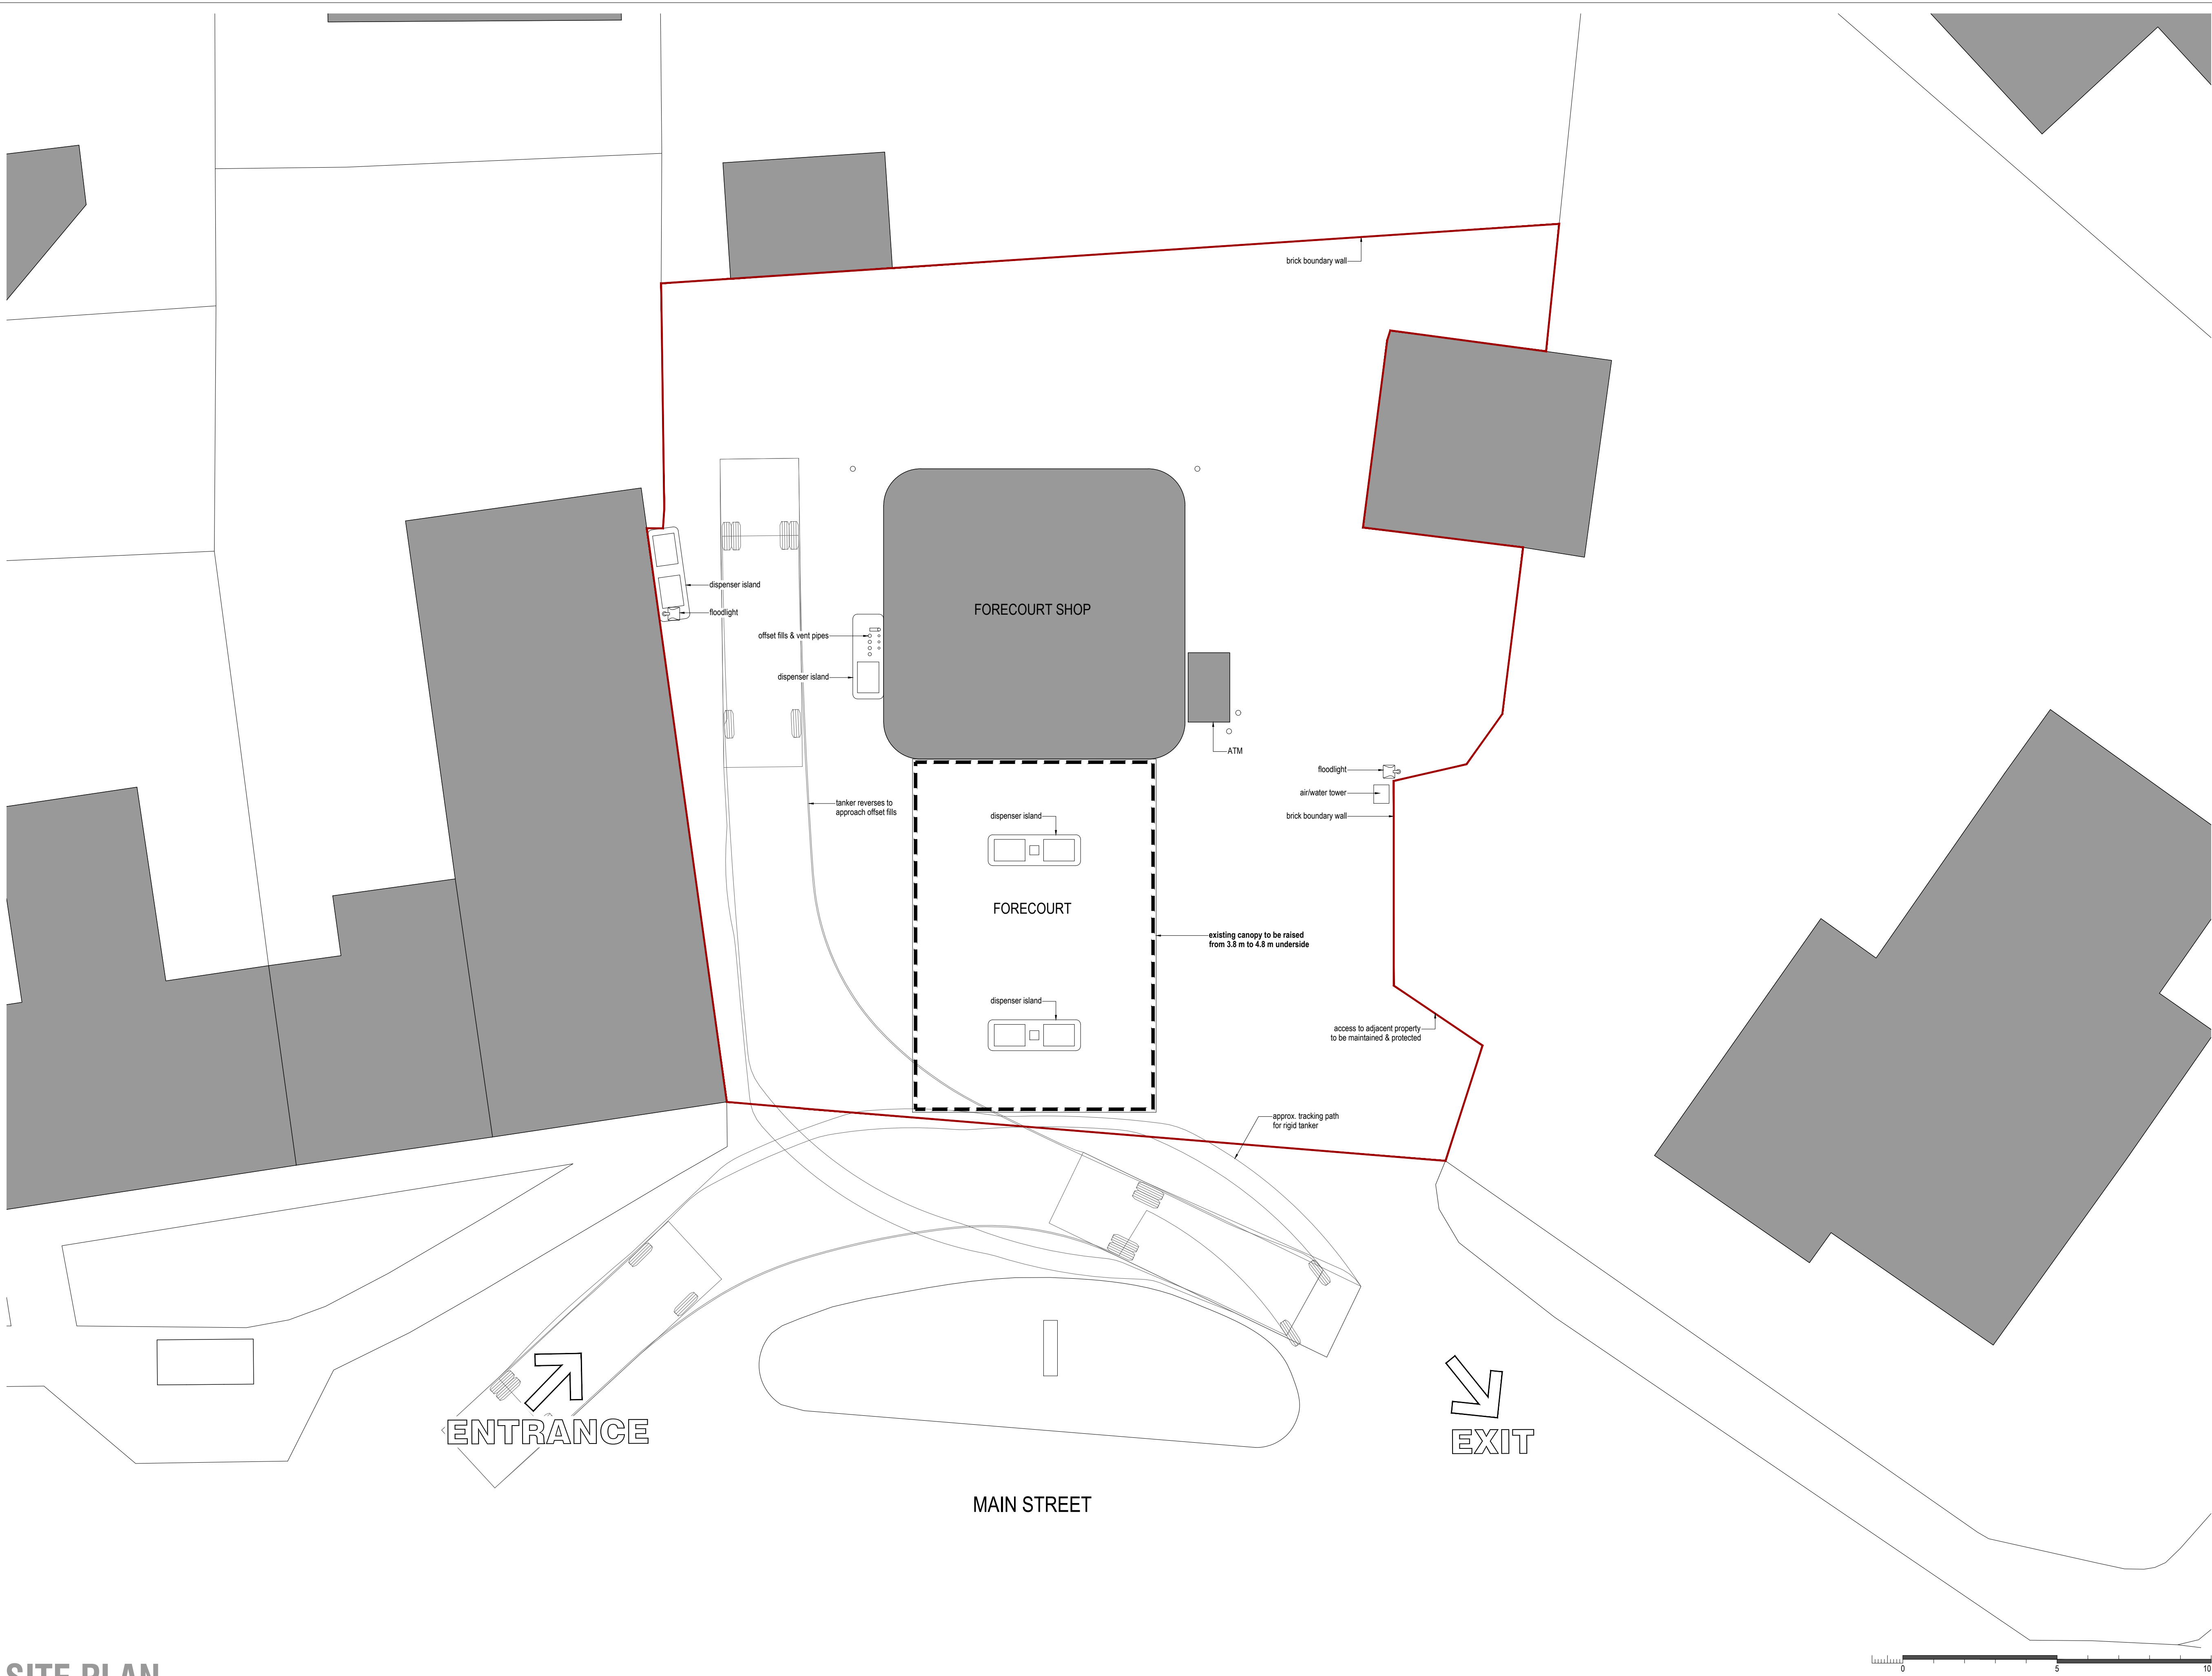 brick boundary wall
dispenser island
floodlight
FORECOURT SHOP
offset fills & vent pipes
dispenser island
ATM
floodlight
air/water tower
brick boundary wall
tanker reverses to
approach offset fills
dispenser island
FORECOURT
existing canopy to be raised
from 3.8 m to 4.8 m underside
dispenser island
access to adjacent property
to be maintained & protected
approx. tracking path
for rigid tanker
ENTRANCE
EXIT
MAIN STREET
SITE PLAN
0 5 10